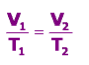 V₁/T₁ = V₂/T₂